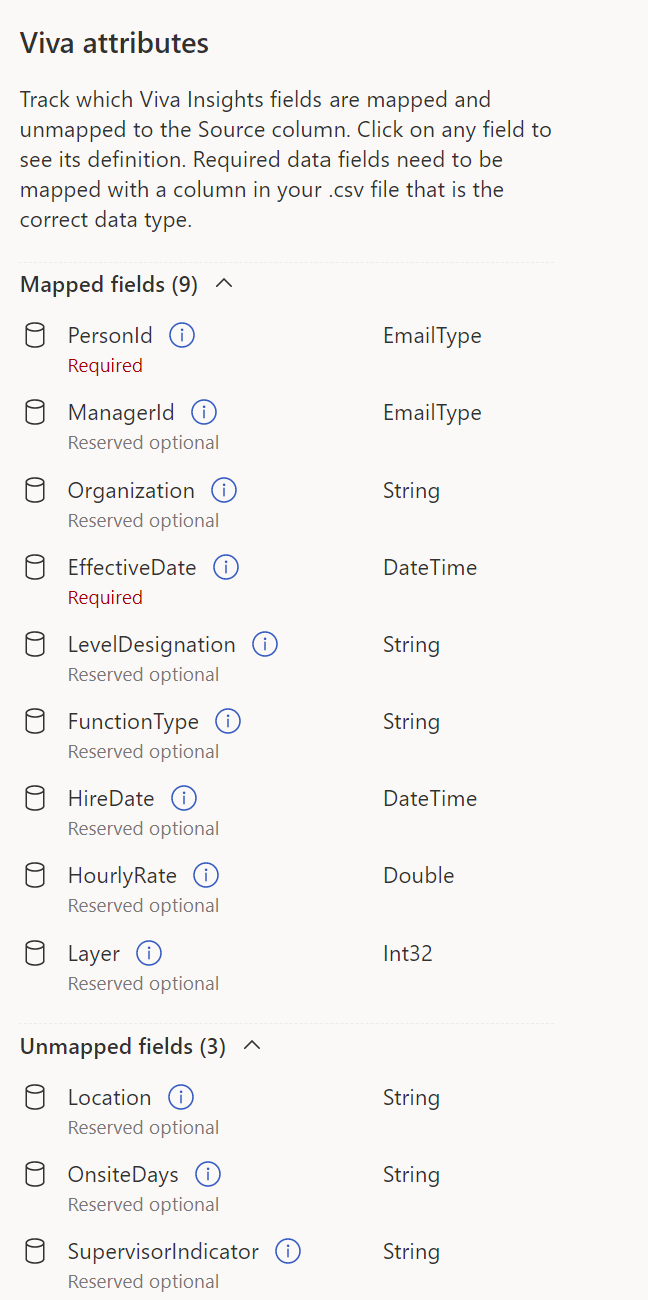 Viva attributes
Track which Viva Insights fields are mapped and
unmapped to the Source column. Click on any field to
see its definition. Required data fields need to be
mapped with a column in your .csv file that is the
correct data type.
Mapped fields (9)
PersonId EmailType
Required
ManagerId EmailType
Reserved optional
Organization String
Reserved optional
EffectiveDate DateTime
Required
LevelDesignation String
Reserved optional
FunctionType String
Reserved optional
HireDate DateTime
Reserved optional
HourlyRate Double
Reserved optional
Layer Int32
Reserved optional
Unmapped fields (3)
Location String
Reserved optional
OnsiteDays String
Reserved optional
SupervisorIndicator String
Reserved optional